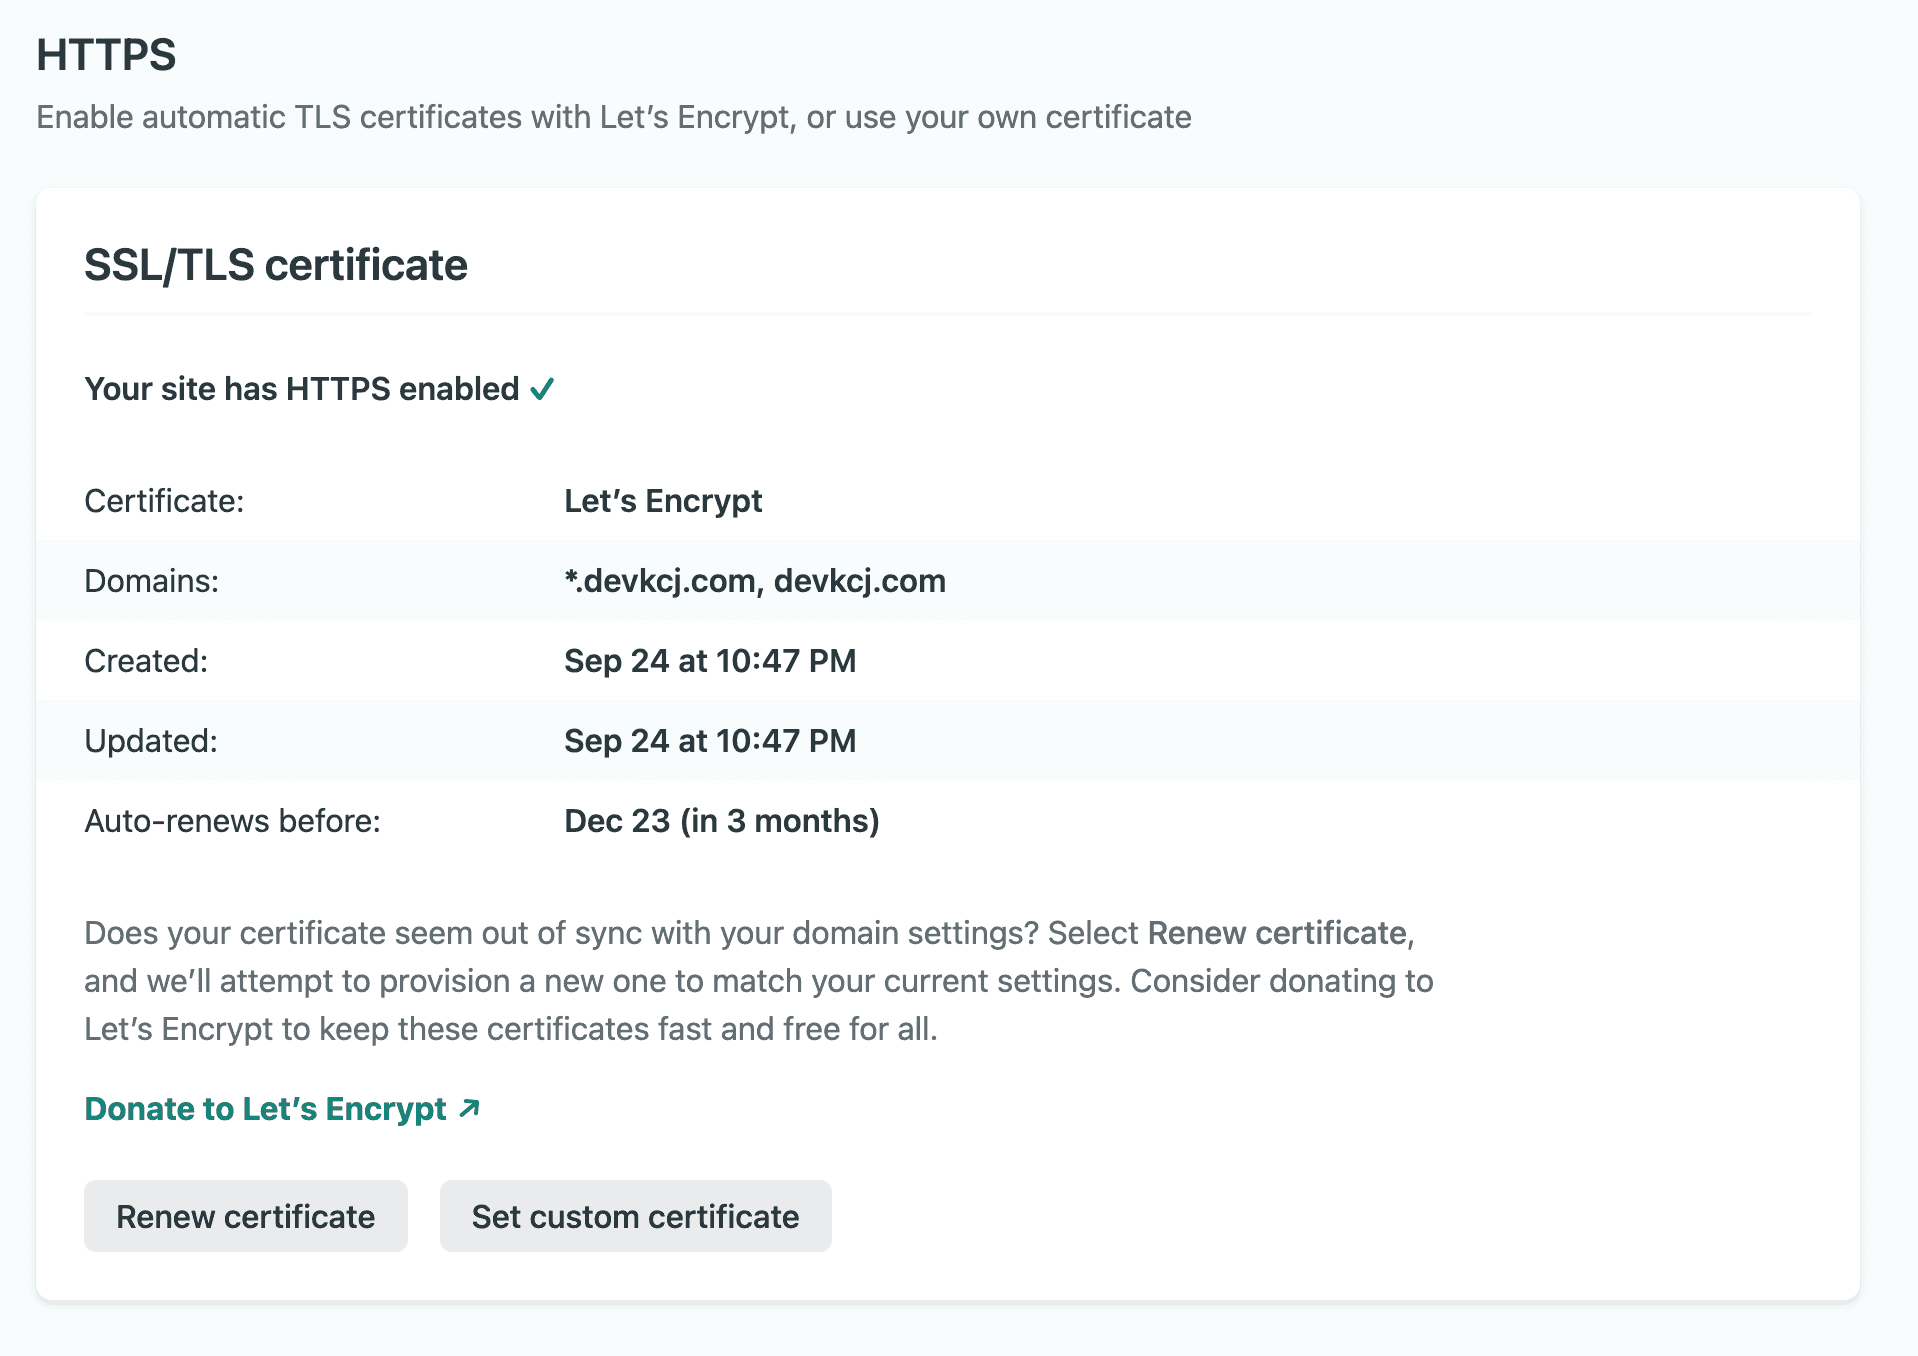 HTTPS
Enable automatic TLS certificates with Let’s Encrypt, or use your own certificate
SSL/TLS certificate
Your site has HTTPS enabled ✓
Certificate: Let’s Encrypt
Domains: *.devkcj.com, devkcj.com
Created: Sep 24 at 10:47 PM
Updated: Sep 24 at 10:47 PM
Auto-renews before: Dec 23 (in 3 months)
Does your certificate seem out of sync with your domain settings? Select Renew certificate,
and we’ll attempt to provision a new one to match your current settings. Consider donating to
Let’s Encrypt to keep these certificates fast and free for all.
Donate to Let’s Encrypt ↗
Renew certificate Set custom certificate